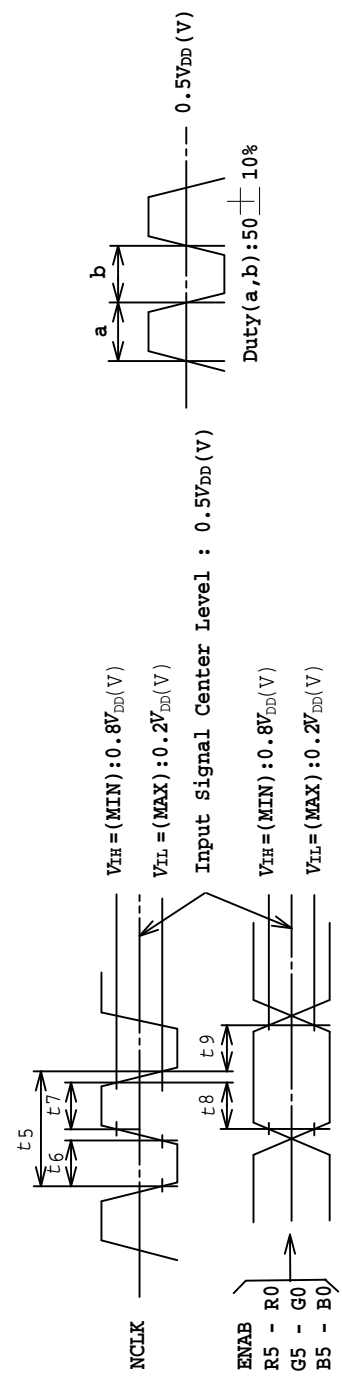 t5
t6
t7
NCLK
VIH=(MIN):0.8VDD(V)
VIL=(MAX):0.2VDD(V)
Input Signal Center Level : 0.5VDD(V)
t8
t9
ENAB
R5 - R0
G5 - G0
B5 - B0
VIH=(MIN):0.8VDD(V)
VIL=(MAX):0.2VDD(V)
a
b
0.5VDD(V)
Duty(a,b):50±10%